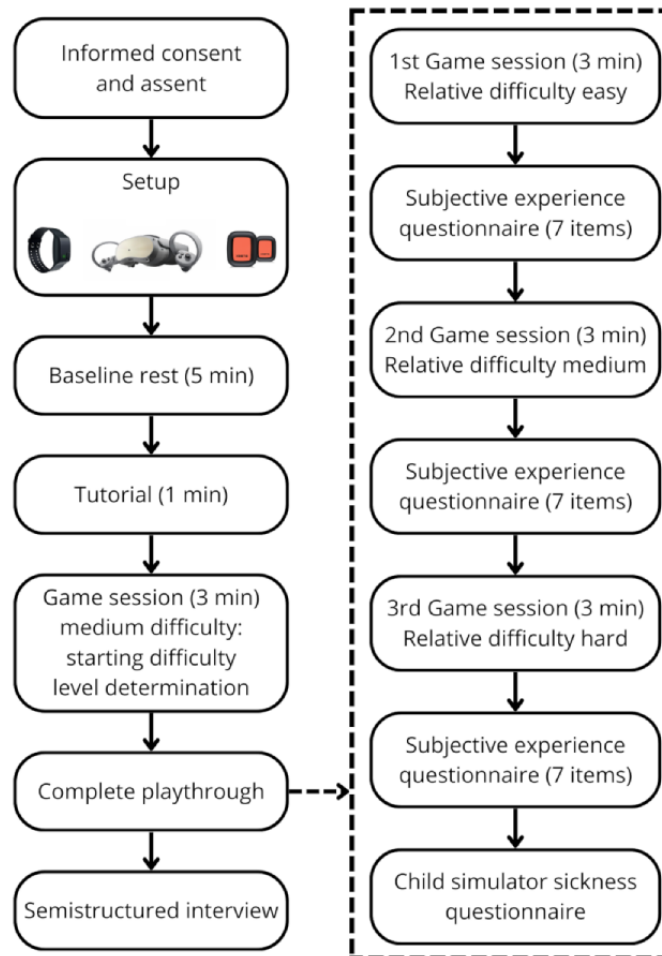 Informed consent
and assent
Setup
Baseline rest (5 min)
Tutorial (1 min)
Game session (3 min)
medium difficulty:
starting difficulty
level determination
Complete playthrough
Semistructured interview
1st Game session (3 min)
Relative difficulty easy
Subjective experience
questionnaire (7 items)
2nd Game session (3 min)
Relative difficulty medium
Subjective experience
questionnaire (7 items)
3rd Game session (3 min)
Relative difficulty hard
Subjective experience
questionnaire (7 items)
Child simulator sickness
questionnaire